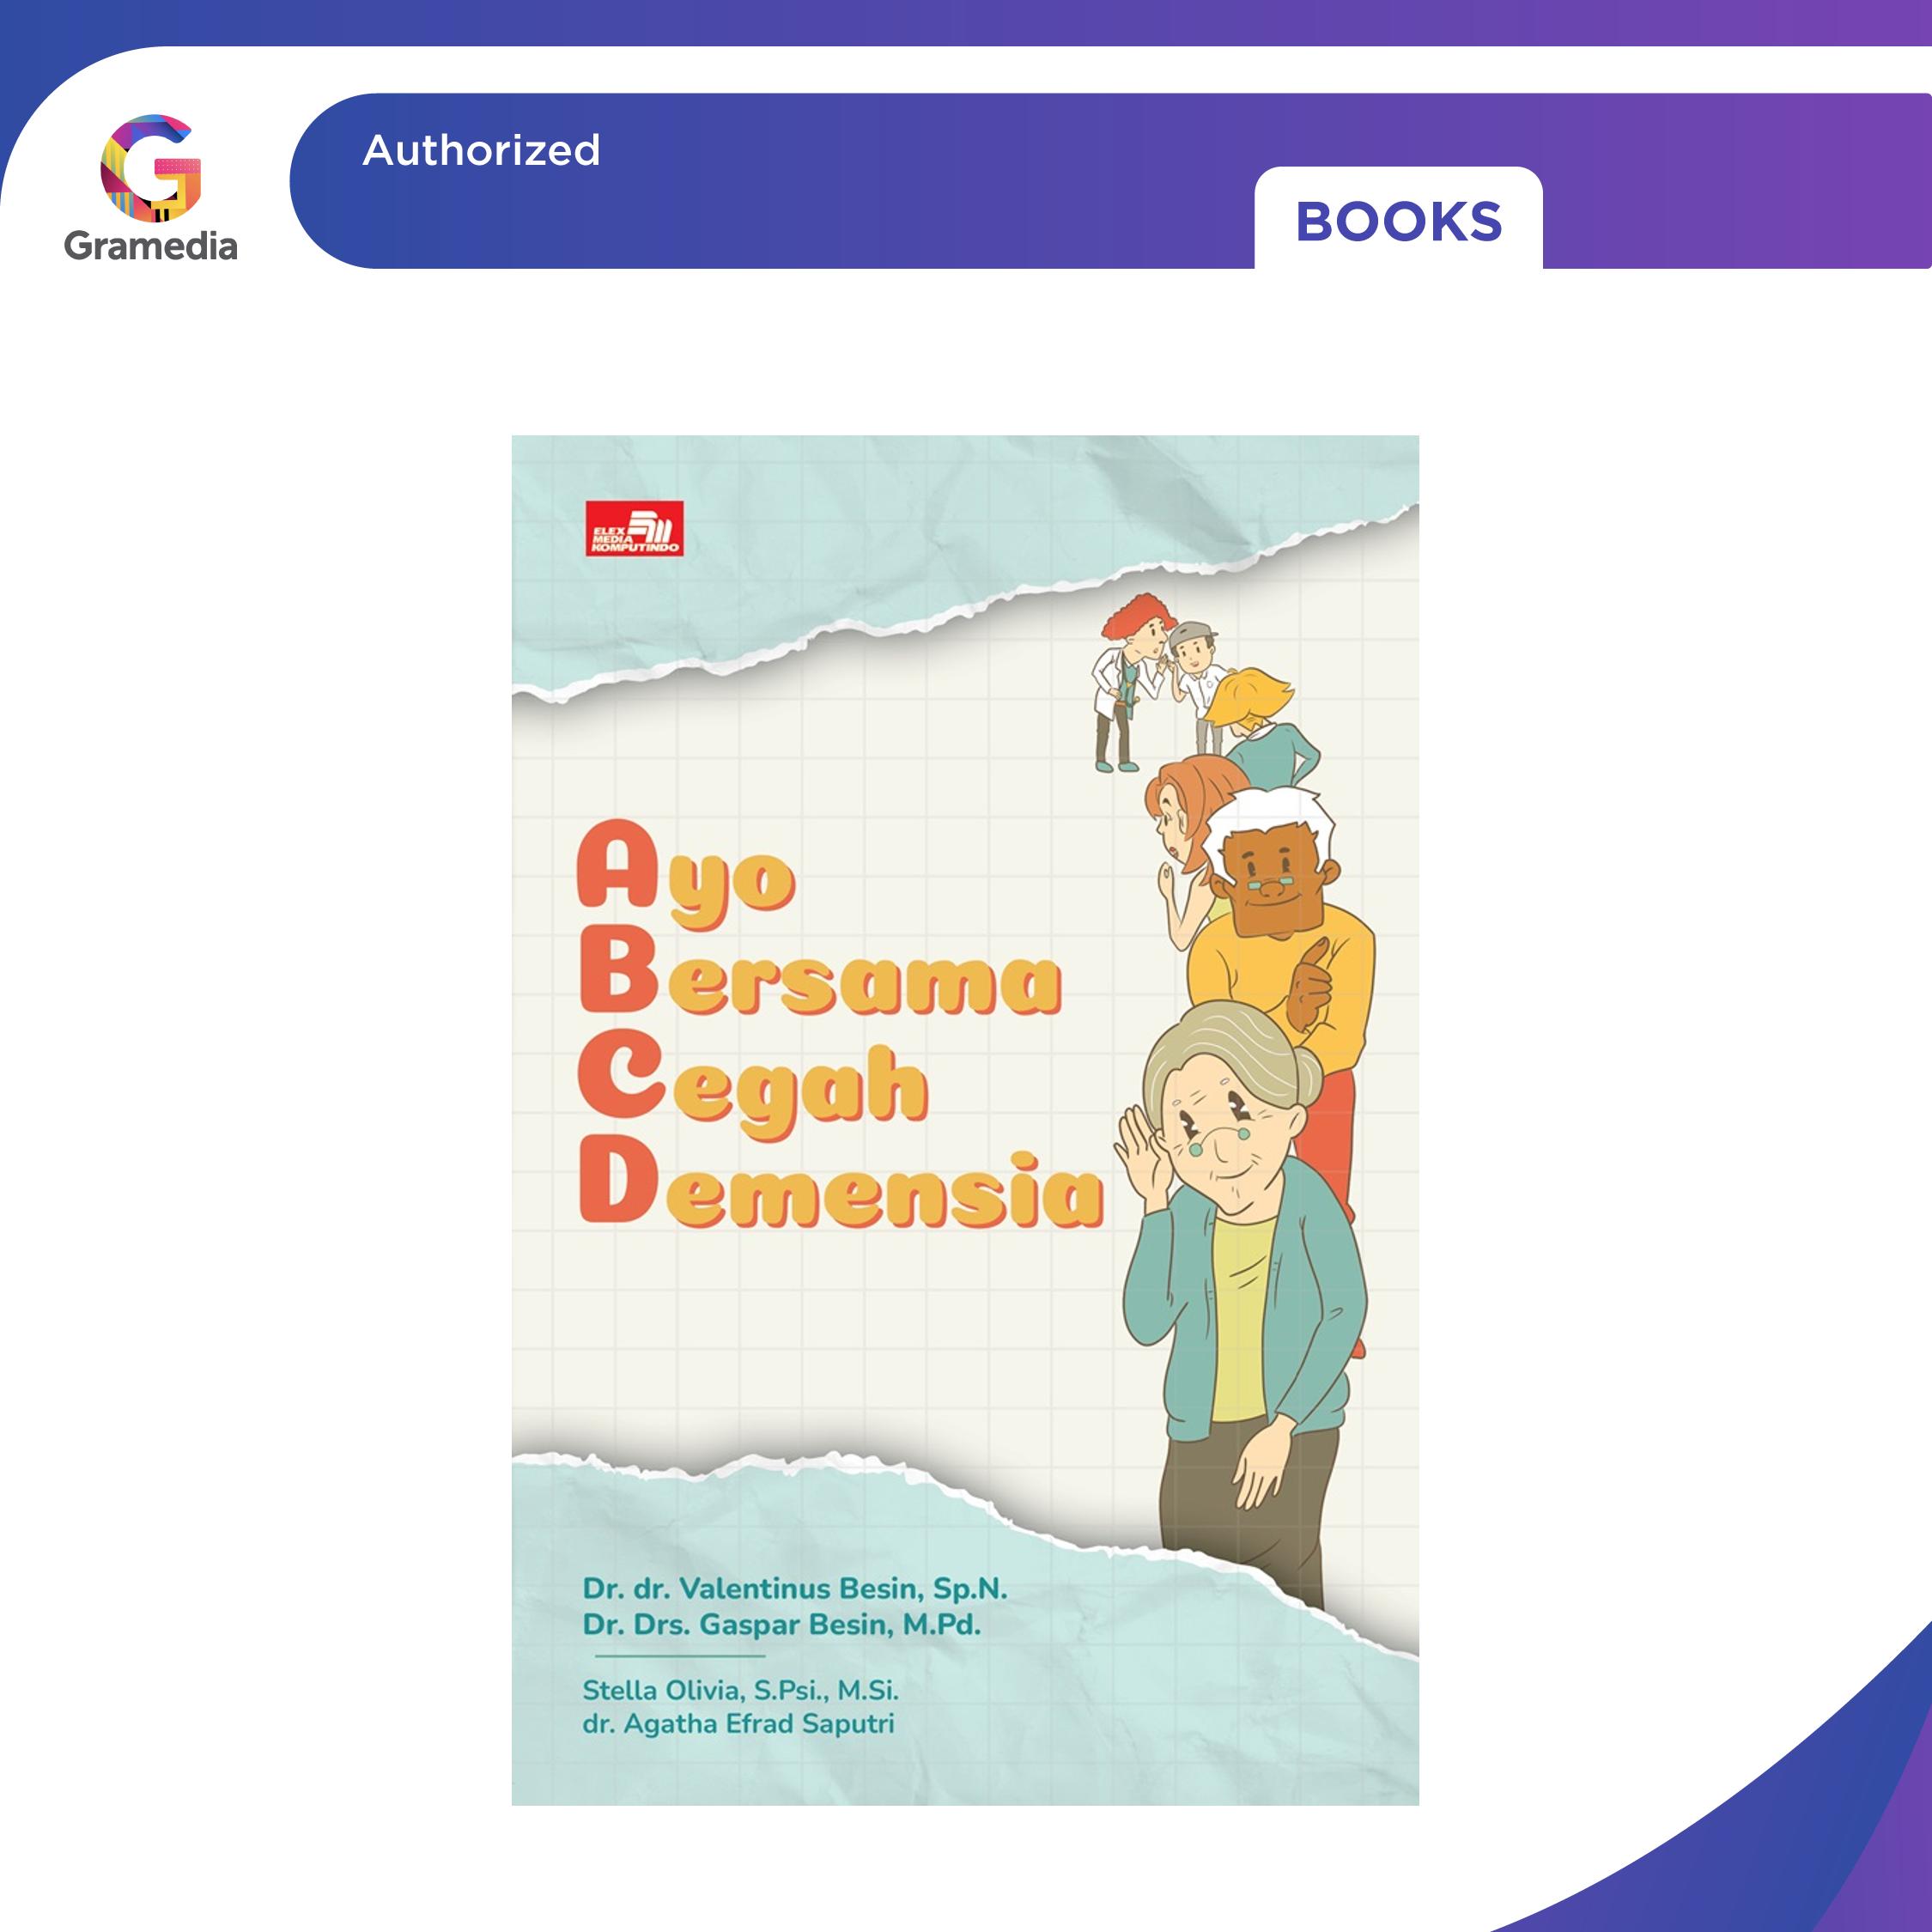 Gramedia
Authorized
BOOKS
ELEX
MEDIA
KOMPUTINDO
Ayo
Bersama
Cegah
Demensia
Dr. dr. Valentinus Besin, Sp.N.
Dr. Drs. Gaspar Besin, M.Pd.
Stella Olivia, S.Psi., M.Si.
dr. Agatha Efrad Saputri